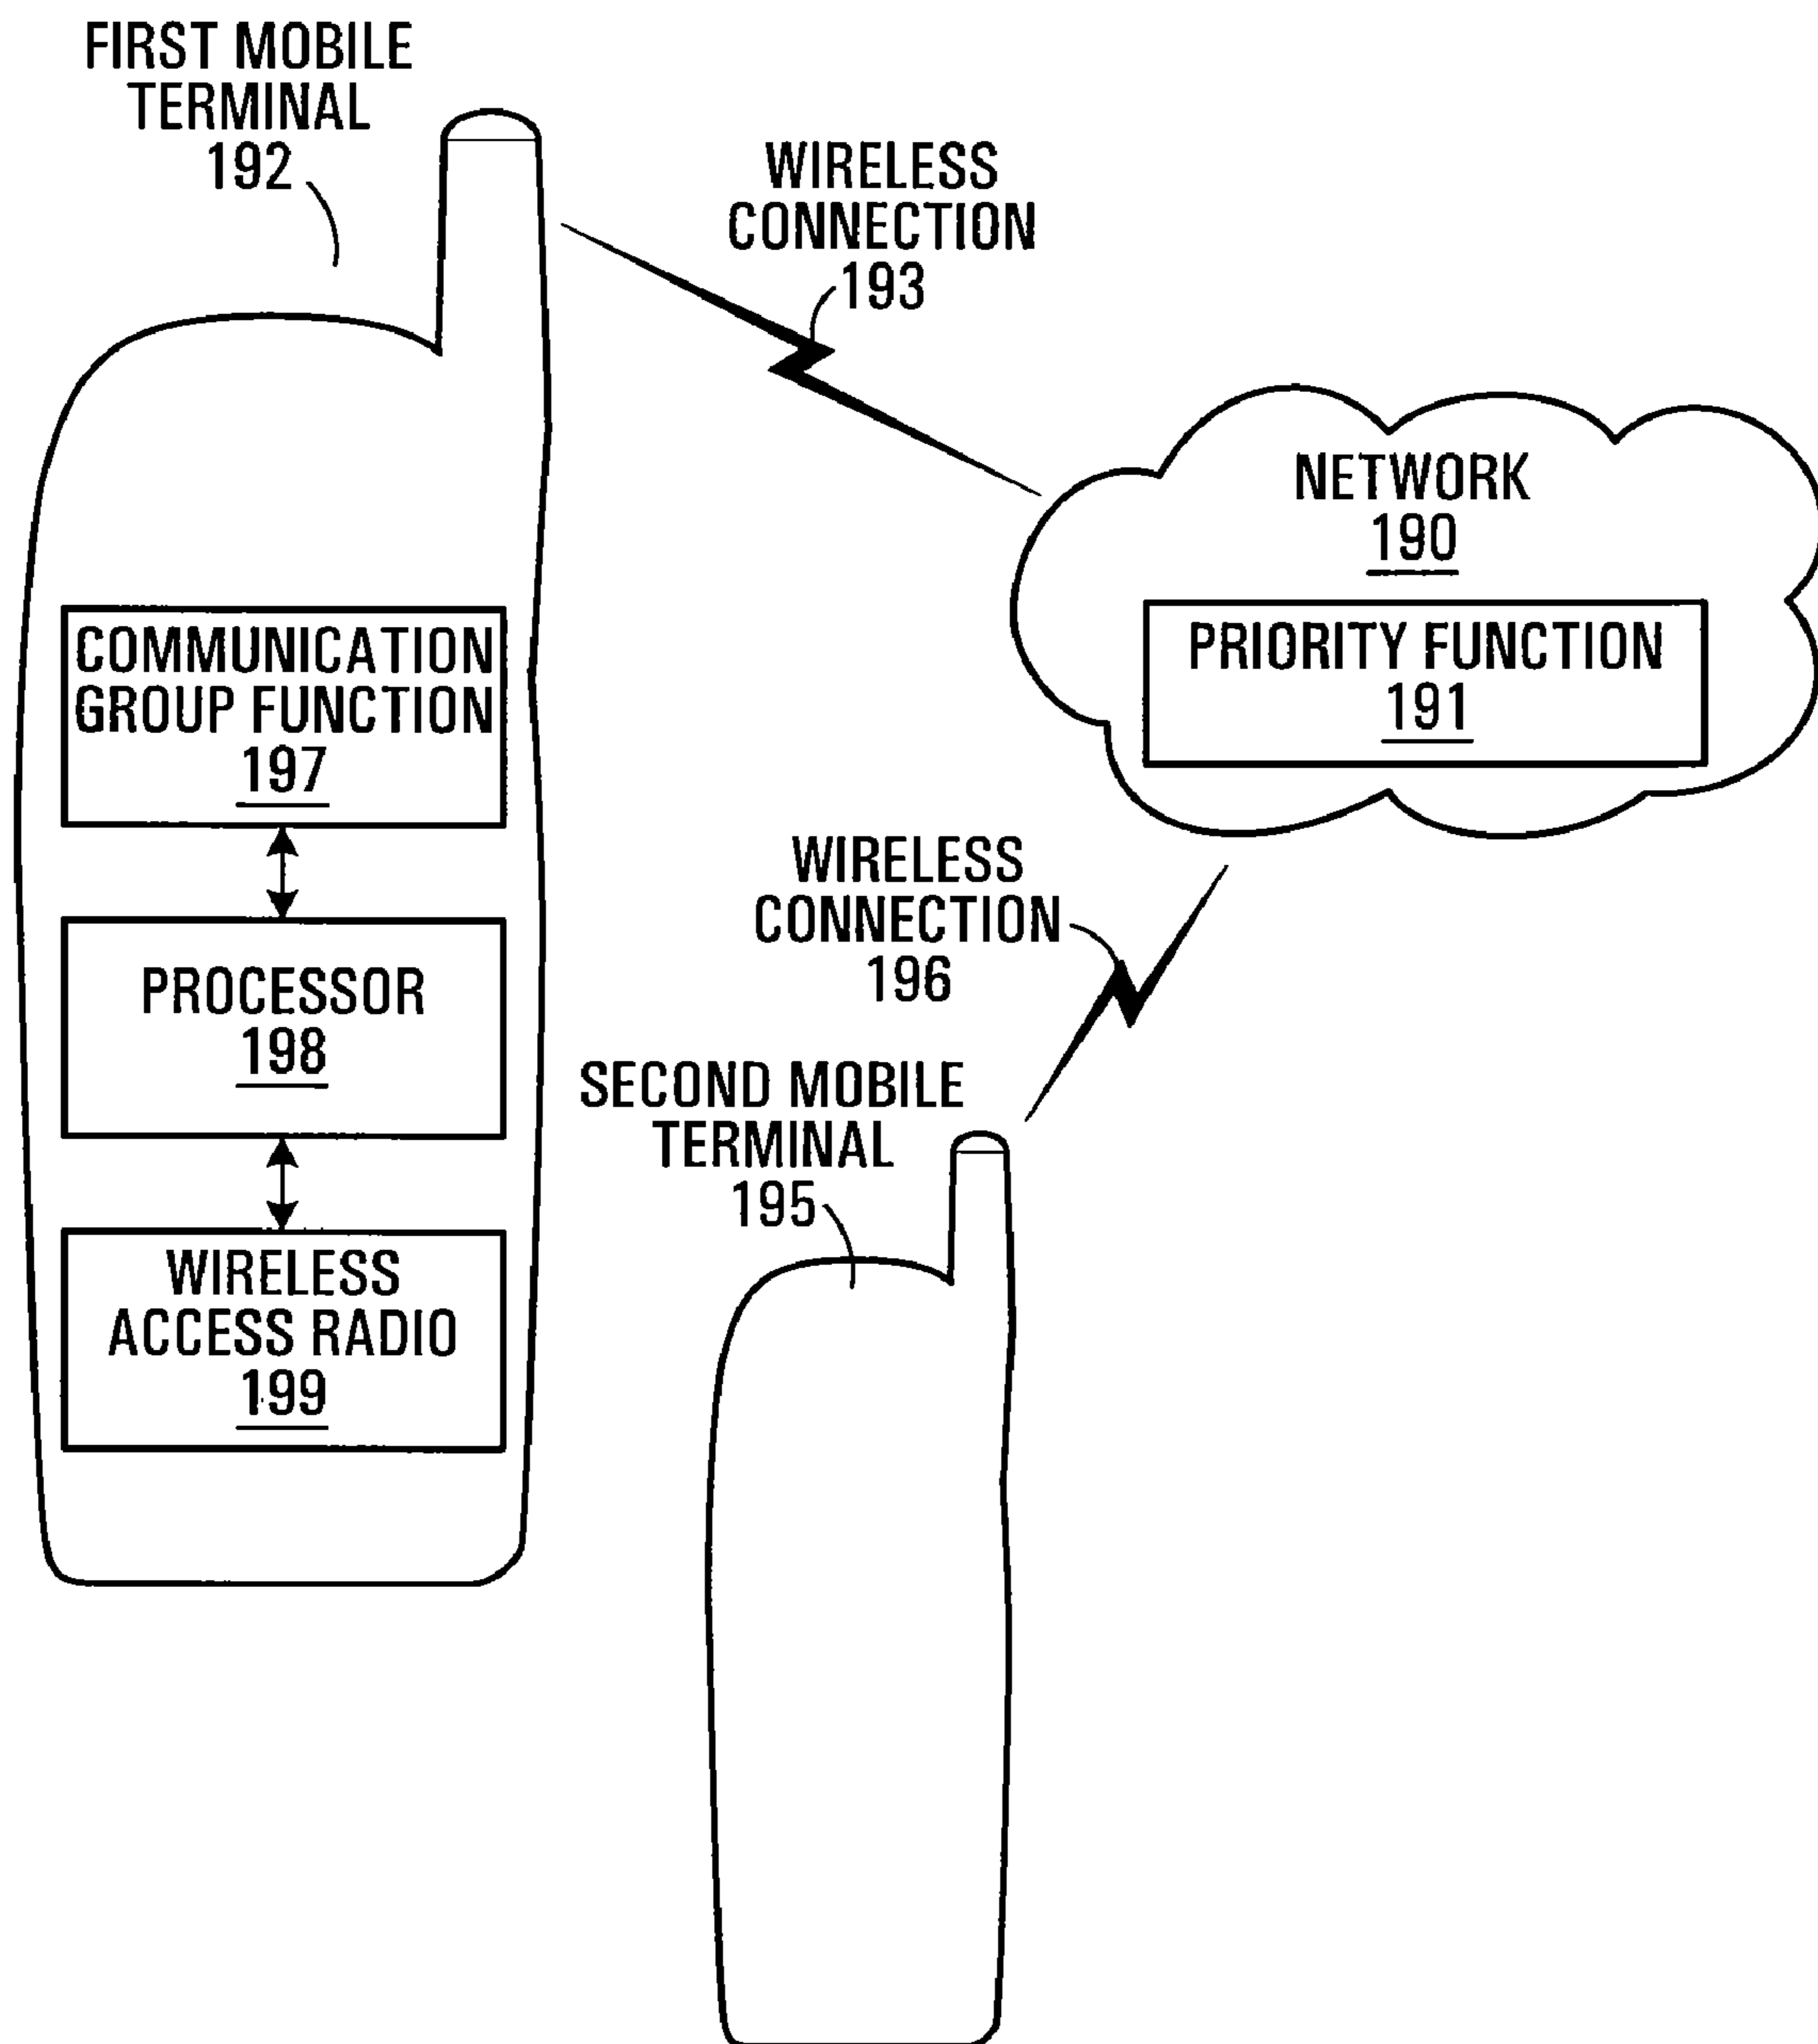 FIRST MOBILE
TERMINAL
192
WIRELESS
CONNECTION
193
NETWORK
190
PRIORITY FUNCTION
191
COMMUNICATION
GROUP FUNCTION
197
PROCESSOR
198
WIRELESS
ACCESS RADIO
199
WIRELESS
CONNECTION
196
SECOND MOBILE
TERMINAL
195